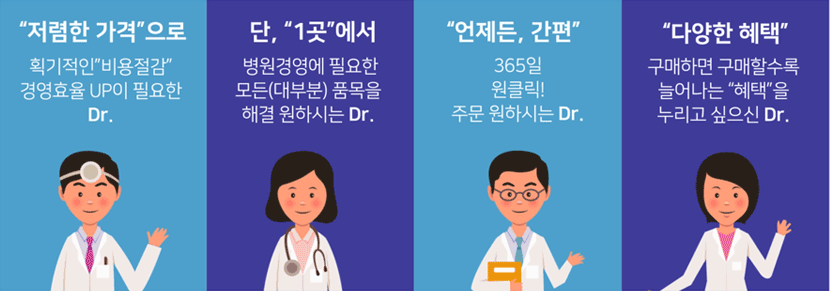 “저렴한 가격”으로
획기적인”비용절감”
경영효율 UP이 필요한
Dr.
단, “1곳”에서
병원경영에 필요한
모든(대부분) 품목을
해결 원하시는 Dr.
“언제든, 간편”
365일
원클릭!
주문 원하시는 Dr.
“다양한 혜택”
구매하면 구매할수록
늘어나는 “혜택”을
누리고 싶으신 Dr.